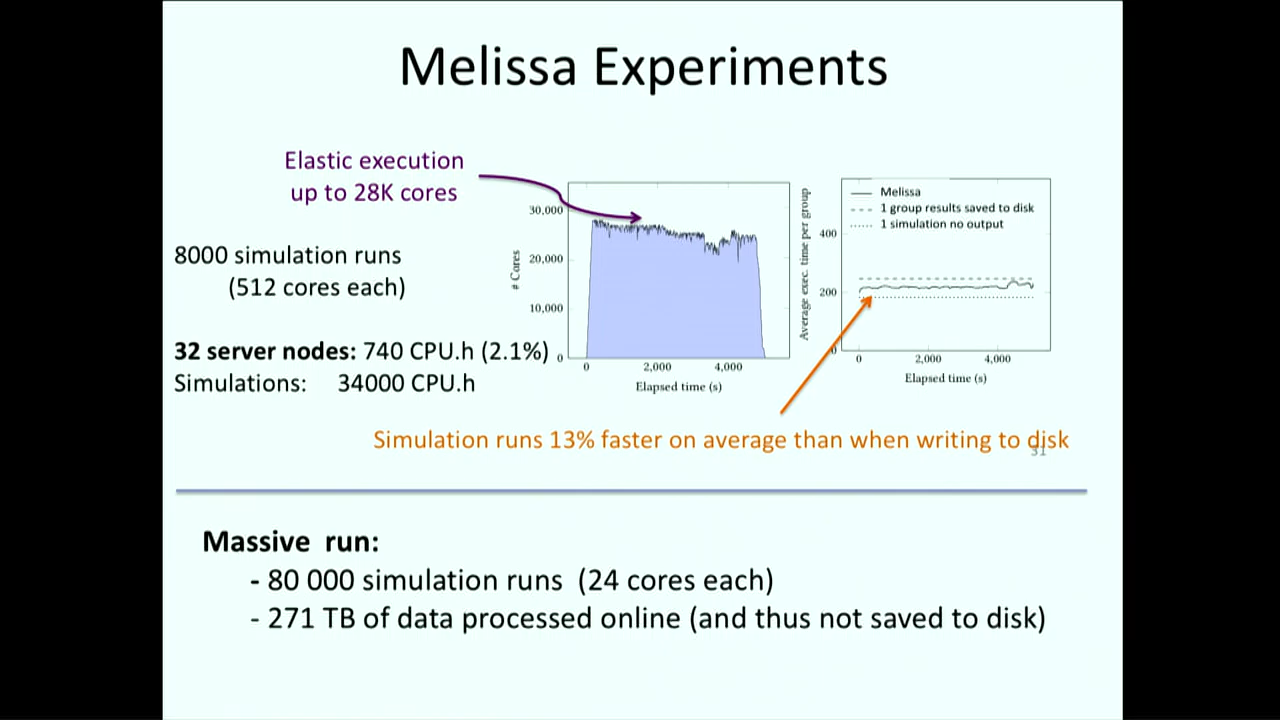 Melissa Experiments
Elastic execution
up to 28K cores
8000 simulation runs
(512 cores each)
32 server nodes: 740 CPU.h (2.1%)
Simulations: 34000 CPU.h
30,000
20,000
10,000
0
# Cores
0 2,000 4,000
Elapsed time (s)
Average exec. time per group
400
200
0
Melissa
1 group results saved to disk
1 simulation no output
0 2,000 4,000
Elapsed time (s)
Simulation runs 13% faster on average than when writing to disk
31
Massive run:
- 80 000 simulation runs (24 cores each)
- 271 TB of data processed online (and thus not saved to disk)